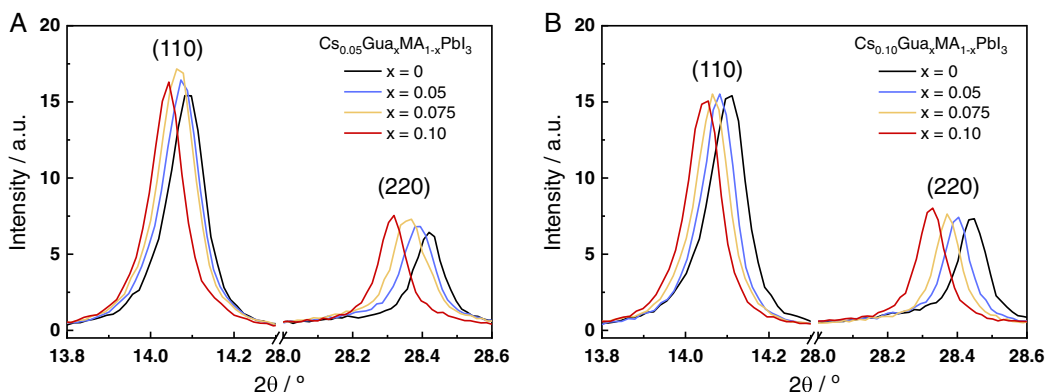 A
Intensity / a.u.
20
15
10
5
0
(110)
(220)
Cs0.05GuaxMA1-xPbI3
x = 0
x = 0.05
x = 0.075
x = 0.10
13.8 14.0 14.2 28.0 28.2 28.4 28.6
2θ / º
B
Intensity / a.u.
20
15
10
5
0
(110)
(220)
Cs0.10GuaxMA1-xPbI3
x = 0
x = 0.05
x = 0.075
x = 0.10
13.8 14.0 14.2 28.0 28.2 28.4 28.6
2θ / º